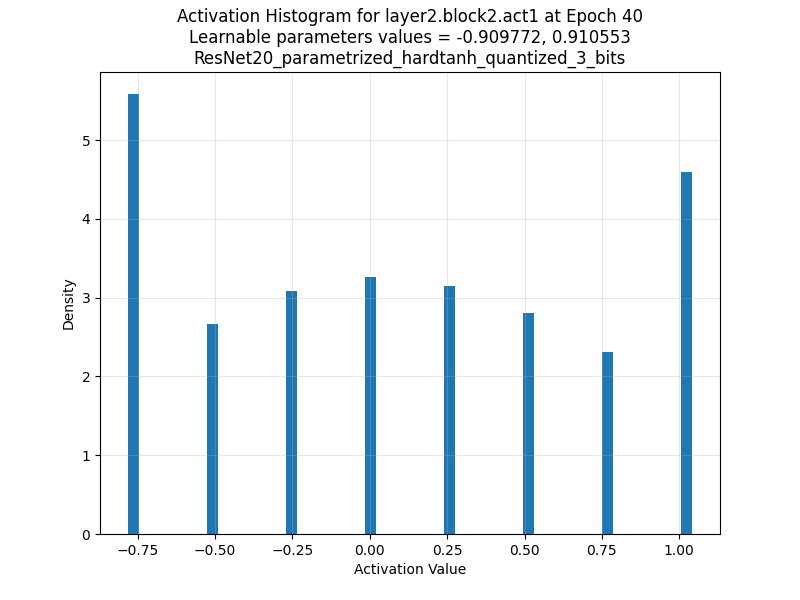 Activation Histogram for layer2.block2.act1 at Epoch 40
Learnable parameters values = -0.909772, 0.910553
ResNet20_parametrized_hardtanh_quantized_3_bits
5
4
3
2
1
0
Density
−0.75 −0.50 −0.25 0.00 0.25 0.50 0.75 1.00
Activation Value